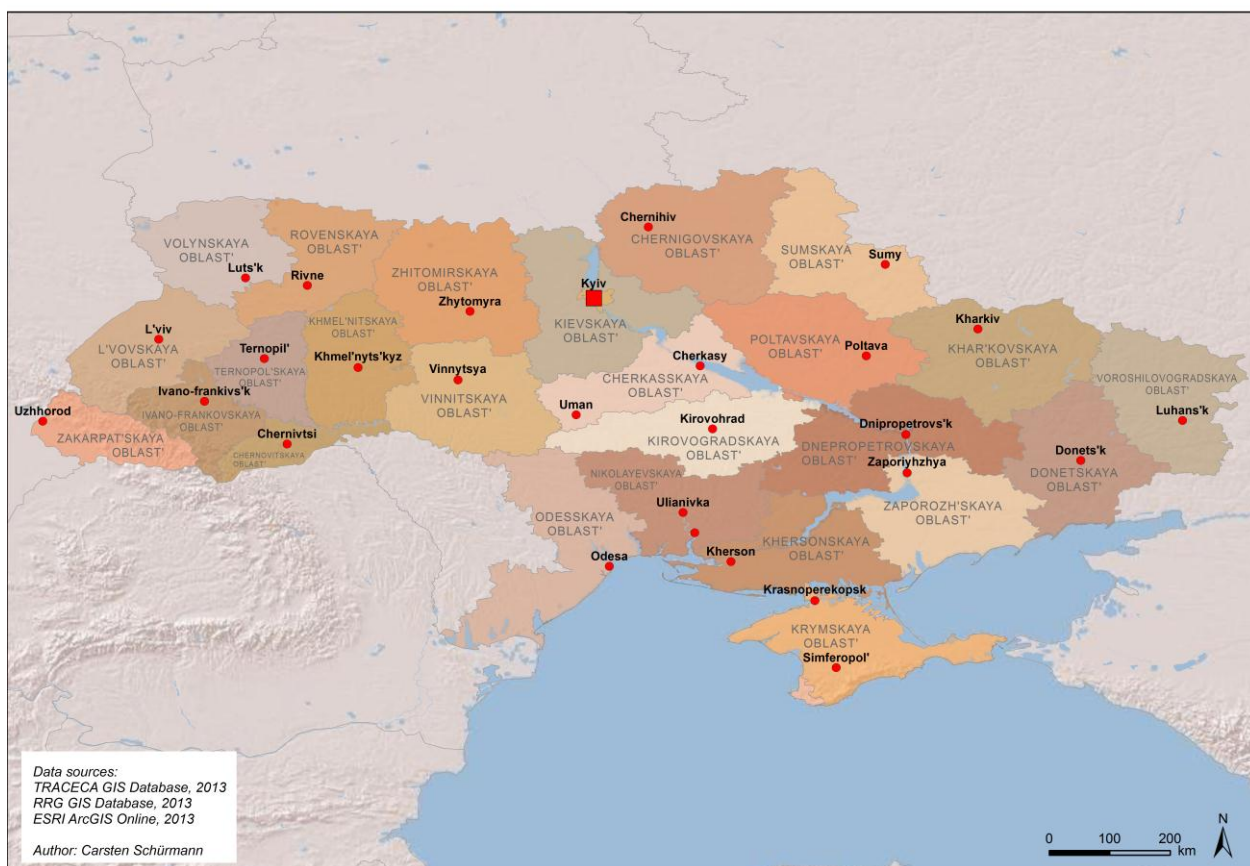 Chernihiv
CHERNIGOVSKAYA
OBLAST'
VOLYNSKAYA
OBLAST'
Luts'k
ROVENSKAYA
OBLAST'
Rivne
ZHITOMIRSKAYA
OBLAST'
Zhytomyra
Kyiv
KIEVSKAYA
OBLAST'
SUMSKAYA
OBLAST'
Sumy
L'viv
L'VOVSKAYA
OBLAST'
Ternopil'
TERNOPOL'SKAYA
OBLAST'
KHMEL'NITSKAYA
OBLAST'
Khmel'nyts'kyz
Vinnytsya
VINNITSKAYA
OBLAST'
Cherkasy
CHERKASSKAYA
OBLAST'
Uman
POLTAVSKAYA
OBLAST'
Poltava
Kharkiv
KHAR'KOVSKAYA
OBLAST'
VOROSHILOVOGRADSKAYA
OBLAST'
Luhans'k
Uzhhorod
ZAKARPAT'SKAYA
OBLAST'
Ivano-frankivs'k
IVANO-FRANKOVSKAYA
OBLAST'
Chernivtsi
CHERNOVITSKAYA
OBLAST'
Kirovohrad
KIROVOGRADSKAYA
OBLAST'
Dnipropetrovs'k
DNEPROPETROVSKAYA
OBLAST'
Zaporiyhzhya
ZAPOROZH'SKAYA
OBLAST'
Donets'k
DONETSKAYA
OBLAST'
NIKOLAYEVSKAYA
OBLAST'
Ulianivka
ODESSKAYA
OBLAST'
Odesa
Kherson
KHERSONSKAYA
OBLAST'
Krasnoperekopsk
KRYMSKAYA
OBLAST'
Simferopol'
Data sources:
TRACECA GIS Database, 2013
RRG GIS Database, 2013
ESRI ArcGIS Online, 2013
Author: Carsten Schürmann
N
0 100 200
km